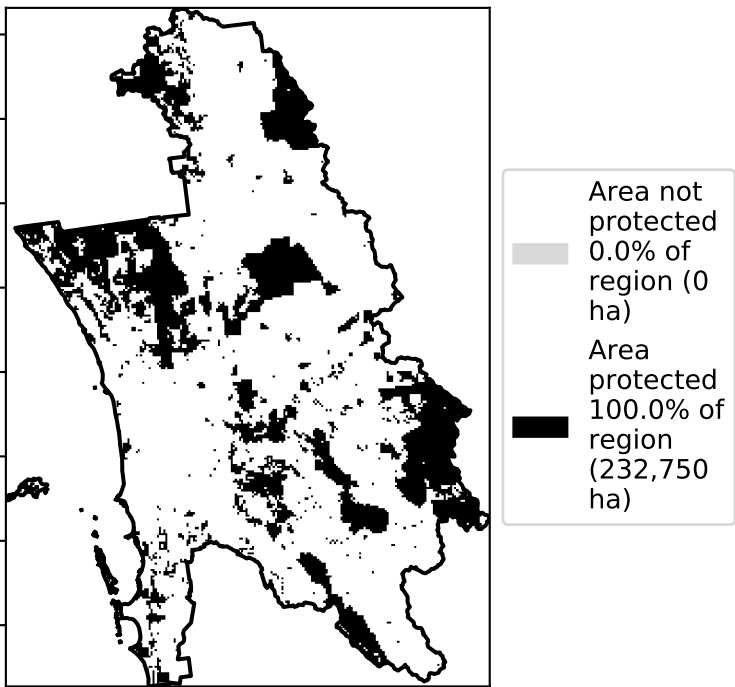 Area not
protected
0.0% of
region (0
ha)
Area
protected
100.0% of
region
(232,750
ha)